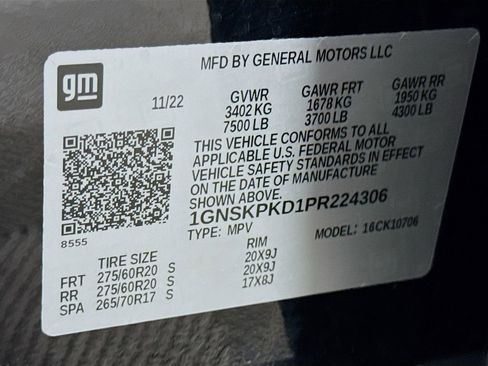 gm
MFD BY GENERAL MOTORS LLC
11/22 GVWR GAWR FRT GAWR RR
3402 KG 1678 KG 1950 KG
7500 LB 3700 LB 4300 LB
THIS VEHICLE CONFORMS TO ALL
APPLICABLE U.S. FEDERAL MOTOR
VEHICLE SAFETY STANDARDS IN EFFECT
ON THE DATE OF MANUFACTURE
1GNSKPKD1PR224306
TYPE: MPV MODEL: 16CK10706
8555
TIRE SIZE RIM
FRT 275/60R20 S 20X9J
RR 275/60R20 S 20X9J
SPA 265/70R17 S 17X8J